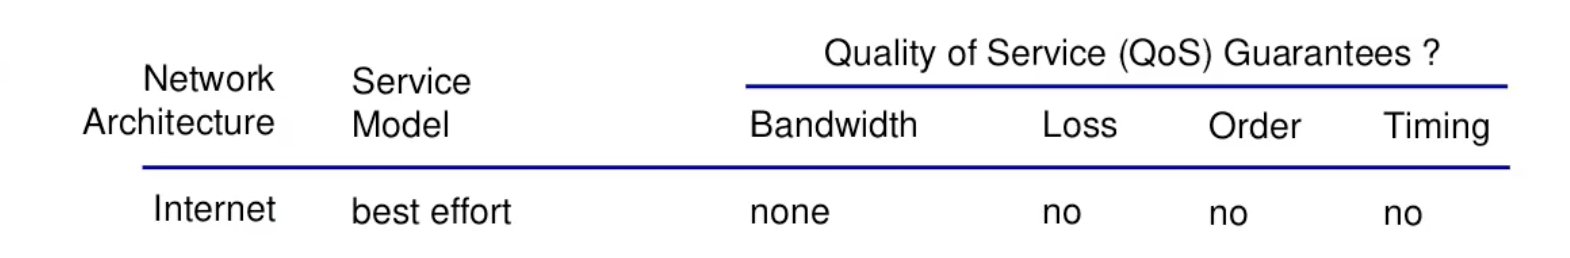 Quality of Service (QoS) Guarantees ?
Network Architecture Service Model Bandwidth Loss Order Timing
Internet best effort none no no no